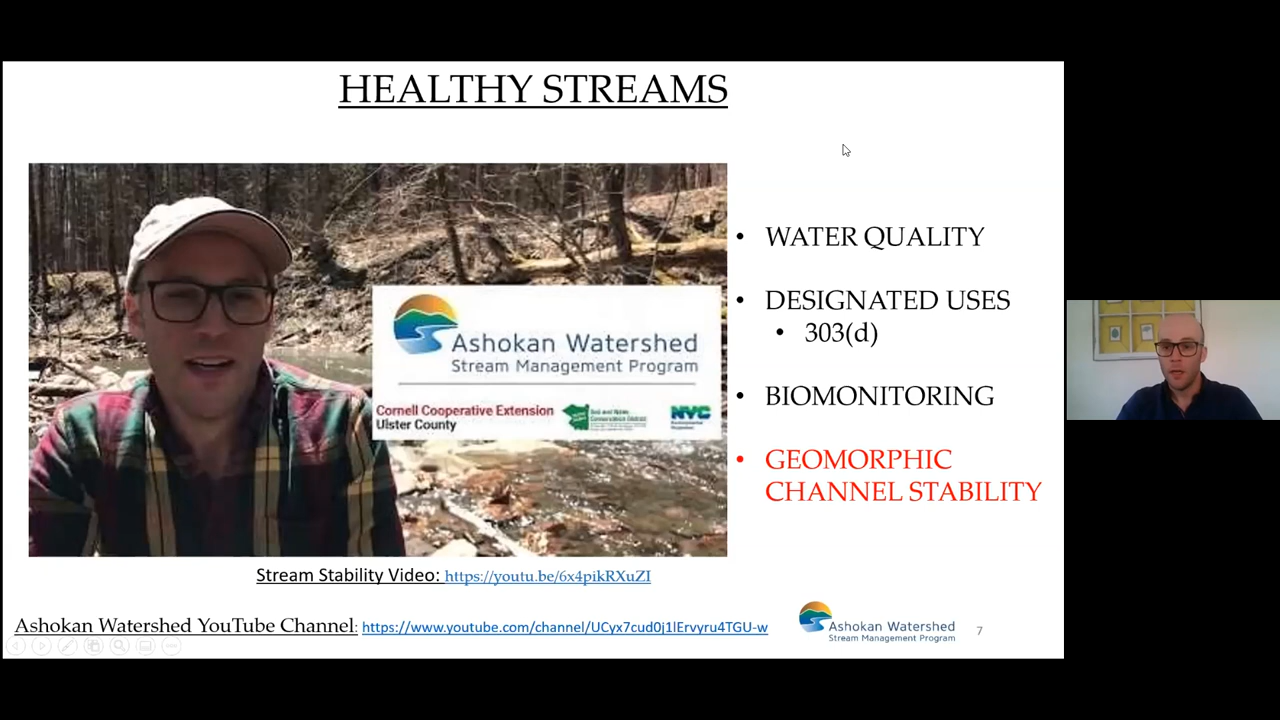 HEALTHY STREAMS
Ashokan Watershed
Stream Management Program
Cornell Cooperative Extension
Ulster County
NYC
• WATER QUALITY
• DESIGNATED USES
• 303(d)
• BIOMONITORING
• GEOMORPHIC
CHANNEL STABILITY
Stream Stability Video: https://youtu.be/6x4pikRXuZI
Ashokan Watershed YouTube Channel: https://www.youtube.com/channel/UCyx7cud0j1lErvyru4TGU-w
Ashokan Watershed
Stream Management Program
7